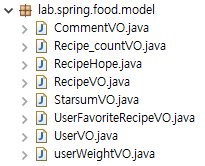 lab.spring.food.model
CommentVO.java
Recipe_countVO.java
RecipeHope.java
RecipeVO.java
StarsumVO.java
UserFavoriteRecipeVO.java
UserVO.java
userWeightVO.java